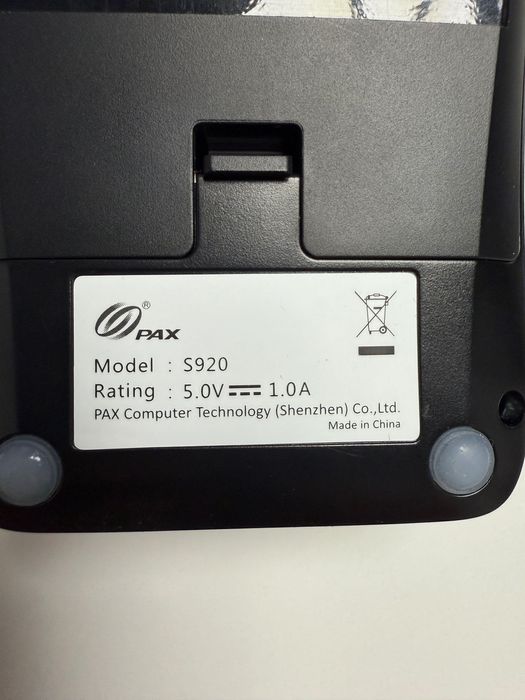 ®
PAX
Model : S920
Rating : 5.0V⎓1.0A
PAX Computer Technology (Shenzhen) Co.,Ltd.
Made in China